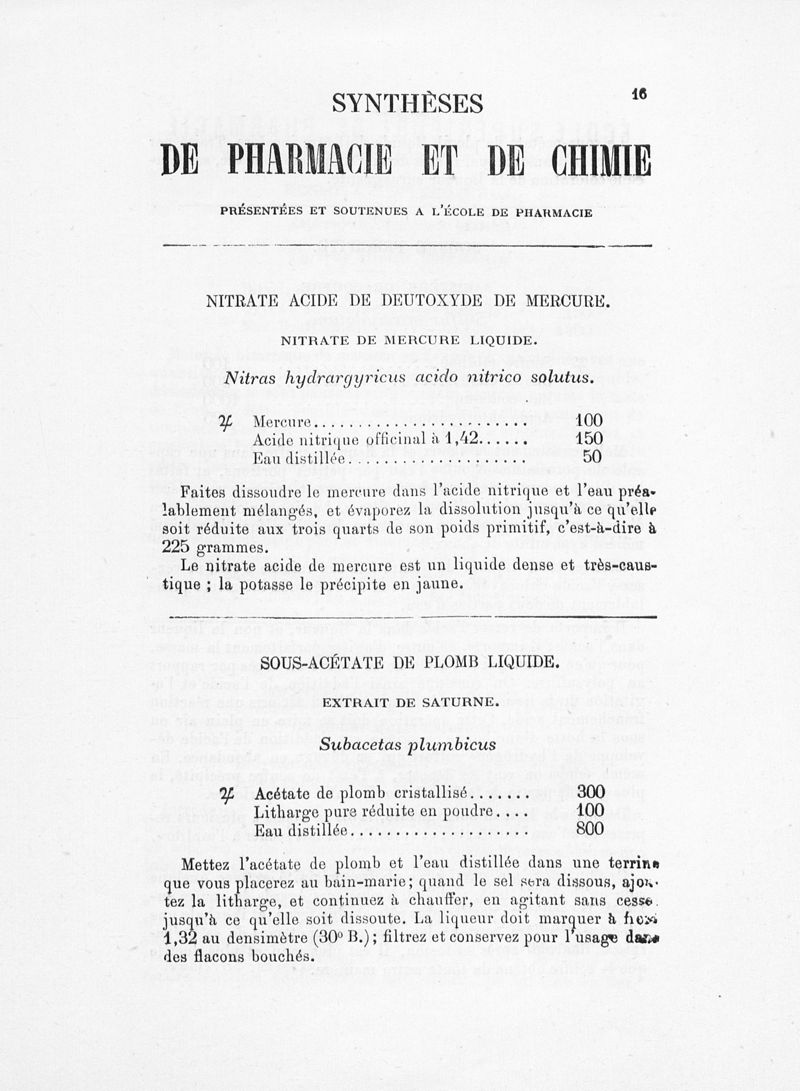 16
SYNTHÈSES
DE PHARMACIE ET DE CHIMIE
PRÉSENTÉES ET SOUTENUES A L'ÉCOLE DE PHARMACIE
NITRATE ACIDE DE DEUTOXYDE DE MERCURE.
NITRATE DE MERCURE LIQUIDE.
Nitras hydrargyricus acido nitrico solutus.
♃ Mercure........................ 100
Acide nitrique officinal à 1,42...... 150
Eau distillée.................... 50
Faites dissoudre le mercure dans l'acide nitrique et l'eau préa-
lablement mélangés, et évaporez la dissolution jusqu'à ce qu'elle
soit réduite aux trois quarts de son poids primitif, c'est-à-dire à
225 grammes.
Le nitrate acide de mercure est un liquide dense et très-caus-
tique ; la potasse le précipite en jaune.
SOUS-ACÉTATE DE PLOMB LIQUIDE.
EXTRAIT DE SATURNE.
Subacetas plumbicus
♃ Acétate de plomb cristallisé....... 300
Litharge pure réduite en poudre.... 100
Eau distillée.................... 800
Mettez l'acétate de plomb et l'eau distillée dans une terrine
que vous placerez au bain-marie; quand le sel sera dissous, ajou-
tez la litharge, et continuez à chauffer, en agitant sans cesse
jusqu'à ce qu'elle soit dissoute. La liqueur doit marquer à froid
1,32 au densimètre (30° B.); filtrez et conservez pour l'usage dans
des flacons bouchés.